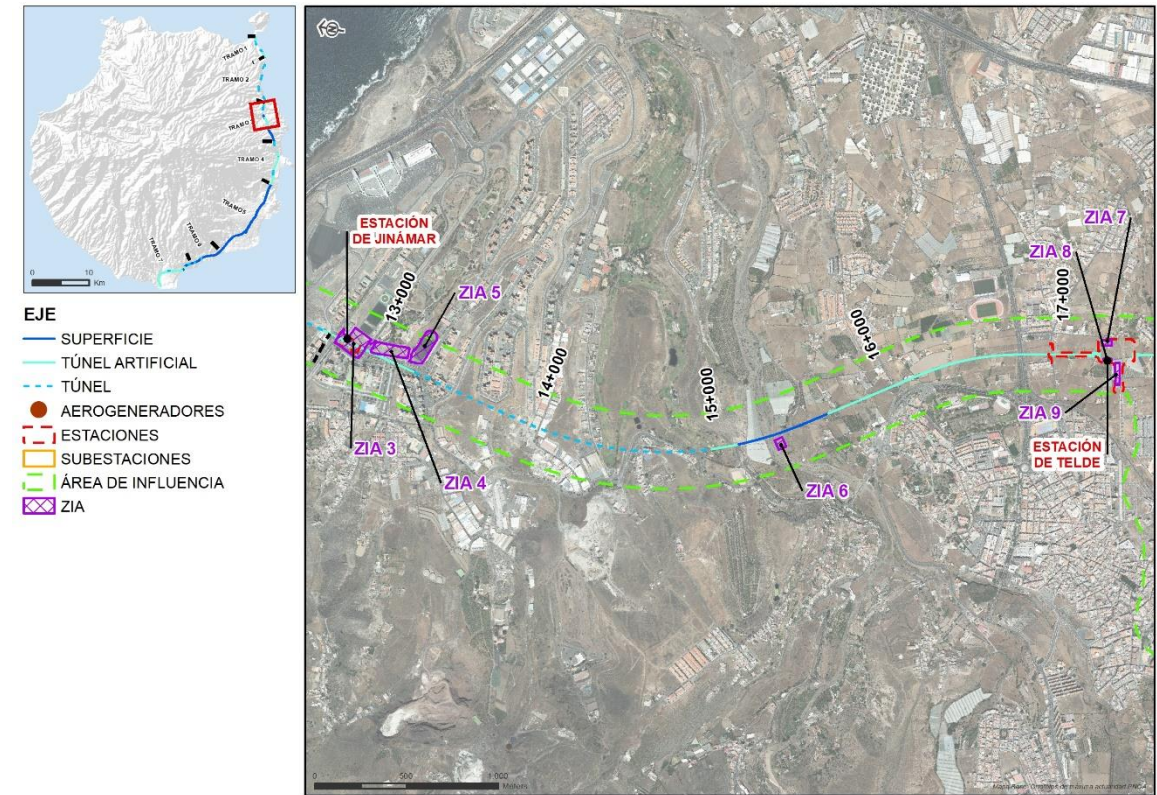 TRAMO 1
TRAMO 2
TRAMO
TRAMO 4
TRAMO5
TRAMO 6
TRAMO 7
0 10
Km
EJE
SUPERFICIE
TÚNEL ARTIFICIAL
TÚNEL
AEROGENERADORES
ESTACIONES
SUBESTACIONES
ÁREA DE INFLUENCIA
ZIA
N
ESTACIÓN
DE JINÁMAR
13+000
ZIA 5
ZIA 3
ZIA 4
14+000
15+000
16+000
ZIA 6
17+000
ZIA 7
ZIA 8
ZIA 9
ESTACIÓN
DE TELDE
0 500 1.000